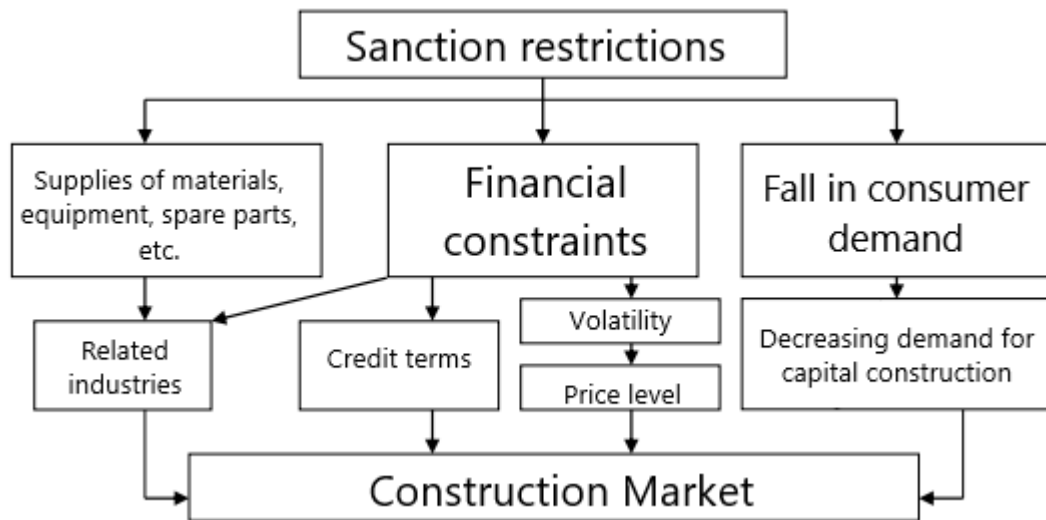 Sanction restrictions
Supplies of materials,
equipment, spare parts,
etc.
Financial
constraints
Fall in consumer
demand
Related
industries
Credit terms
Volatility
Price level
Decreasing demand for
capital construction
Construction Market